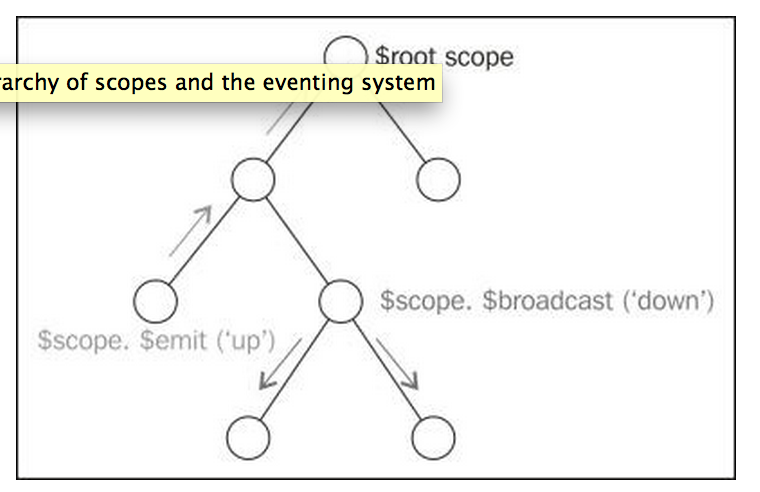 $root scope
rarchy of scopes and the eventing system
$scope. $broadcast (‘down’)
$scope. $emit (‘up’)